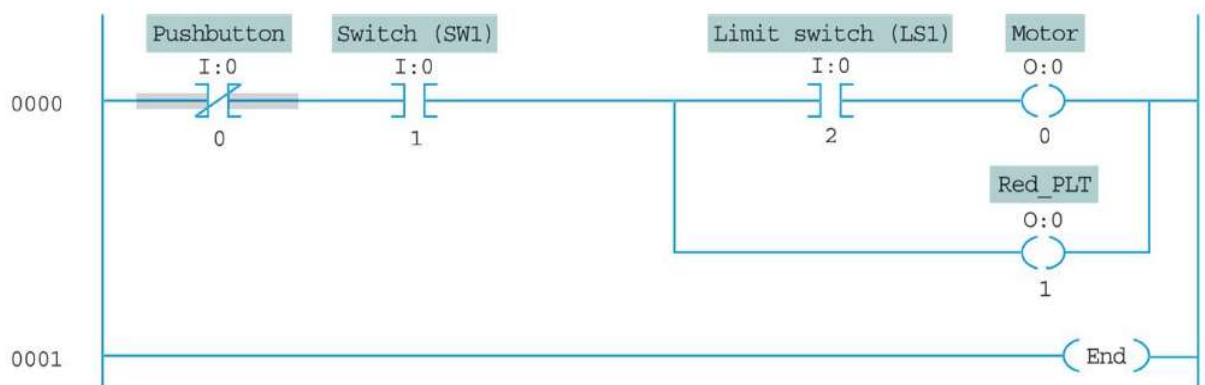 Pushbutton Switch (SW1) Limit switch (LS1) Motor
I:0 I:0 I:0 O:0
0000
0 1 2 0
Red_PLT
O:0
1
0001 End